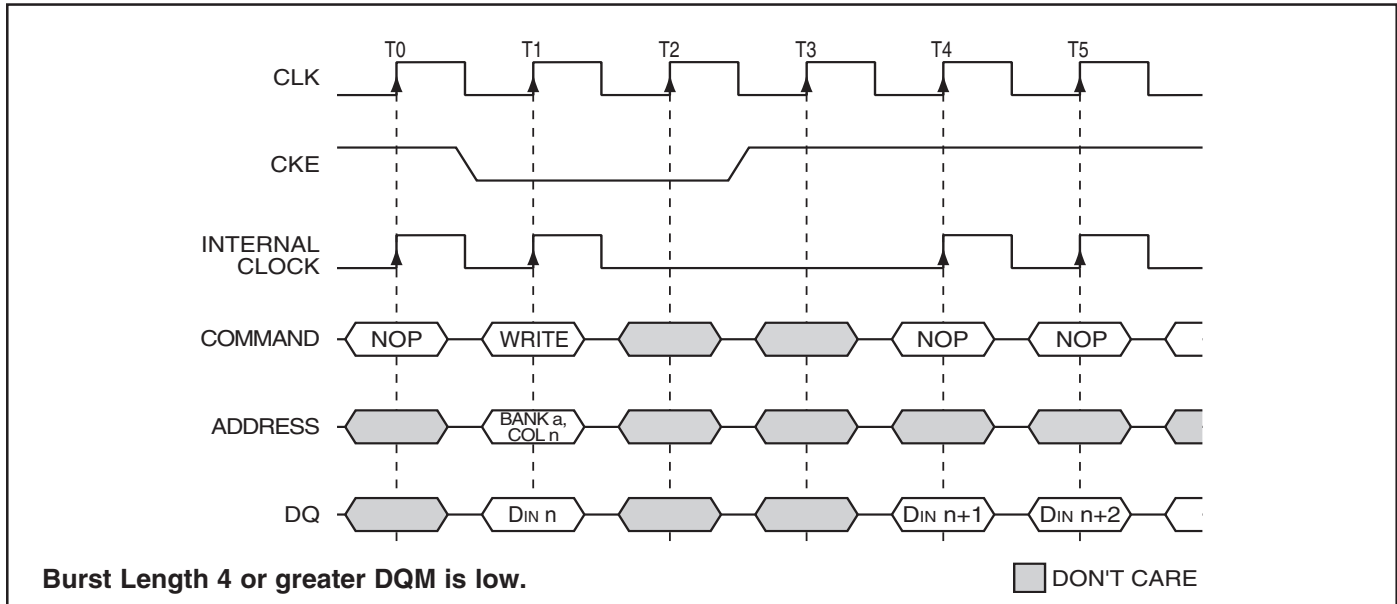 T0 T1 T2 T3 T4 T5
CLK
CKE
INTERNAL
CLOCK
COMMAND NOP WRITE NOP NOP
ADDRESS BANK a,
COL n
DQ DIN n DIN n+1 DIN n+2
Burst Length 4 or greater DQM is low. DON'T CARE